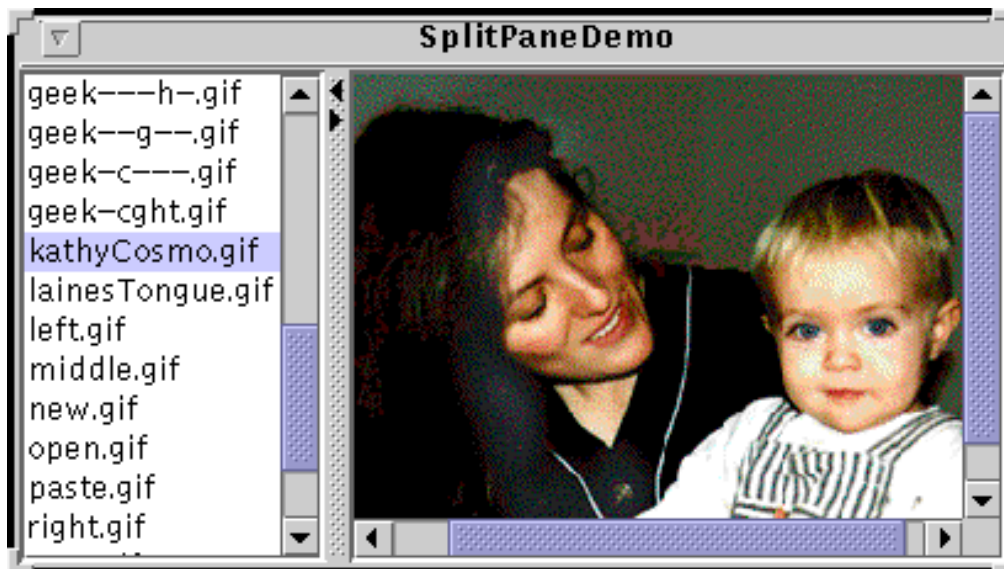 SplitPaneDemo
geek---h-.gif
geek--g--.gif
geek-c---.gif
geek-cght.gif
kathyCosmo.gif
lainesTongue.gif
left.gif
middle.gif
new.gif
open.gif
paste.gif
right.gif